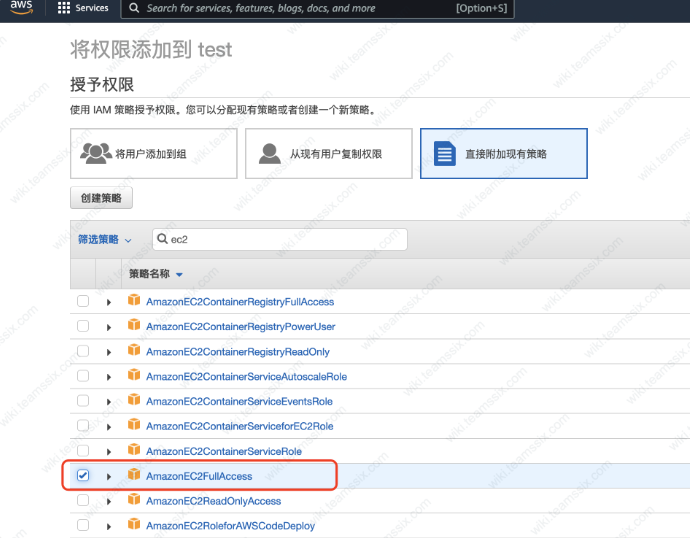 aws
Services
Search for services, features, blogs, docs, and more
[Option+S]
将权限添加到 test
授予权限
使用 IAM 策略授予权限。您可以分配现有策略或者创建一个新策略。
将用户添加到组
从现有用户复制权限
直接附加现有策略
创建策略
筛选策略
ec2
策略名称
AmazonEC2ContainerRegistryFullAccess
AmazonEC2ContainerRegistryPowerUser
AmazonEC2ContainerRegistryReadOnly
AmazonEC2ContainerServiceAutoscaleRole
AmazonEC2ContainerServiceEventsRole
AmazonEC2ContainerServiceforEC2Role
AmazonEC2ContainerServiceRole
AmazonEC2FullAccess
AmazonEC2ReadOnlyAccess
AmazonEC2RoleforAWSCodeDeploy
wiki.teamssix.com